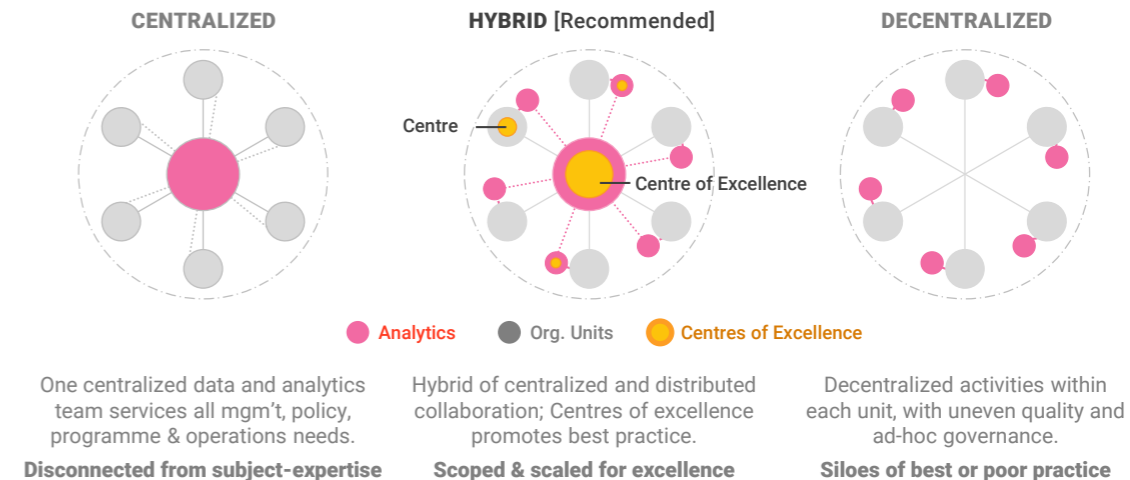 CENTRALIZED
HYBRID [Recommended]
DECENTRALIZED
Centre
Centre of Excellence
Analytics
Org. Units
Centres of Excellence
One centralized data and analytics
team services all mgm't, policy,
programme & operations needs.
Disconnected from subject-expertise
Hybrid of centralized and distributed
collaboration; Centres of excellence
promotes best practice.
Scoped & scaled for excellence
Decentralized activities within
each unit, with uneven quality and
ad-hoc governance.
Siloes of best or poor practice